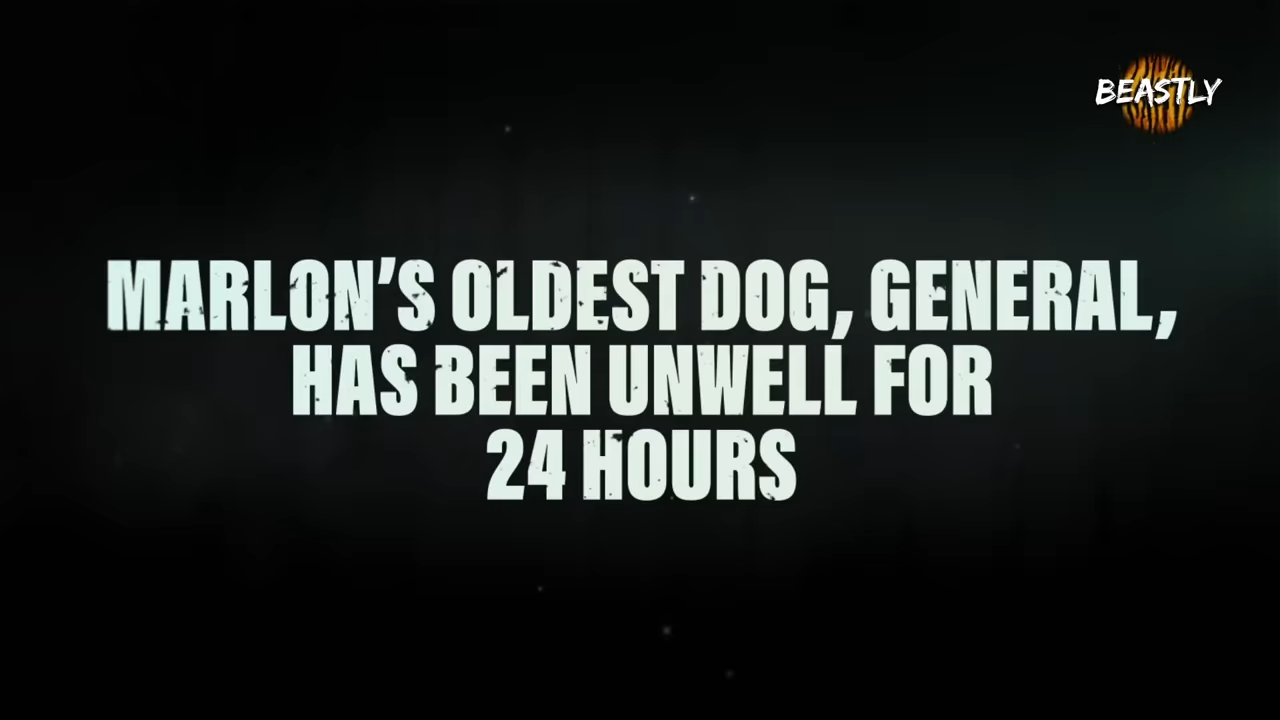 BEASTLY
MARLON'S OLDEST DOG, GENERAL,
HAS BEEN UNWELL FOR
24 HOURS